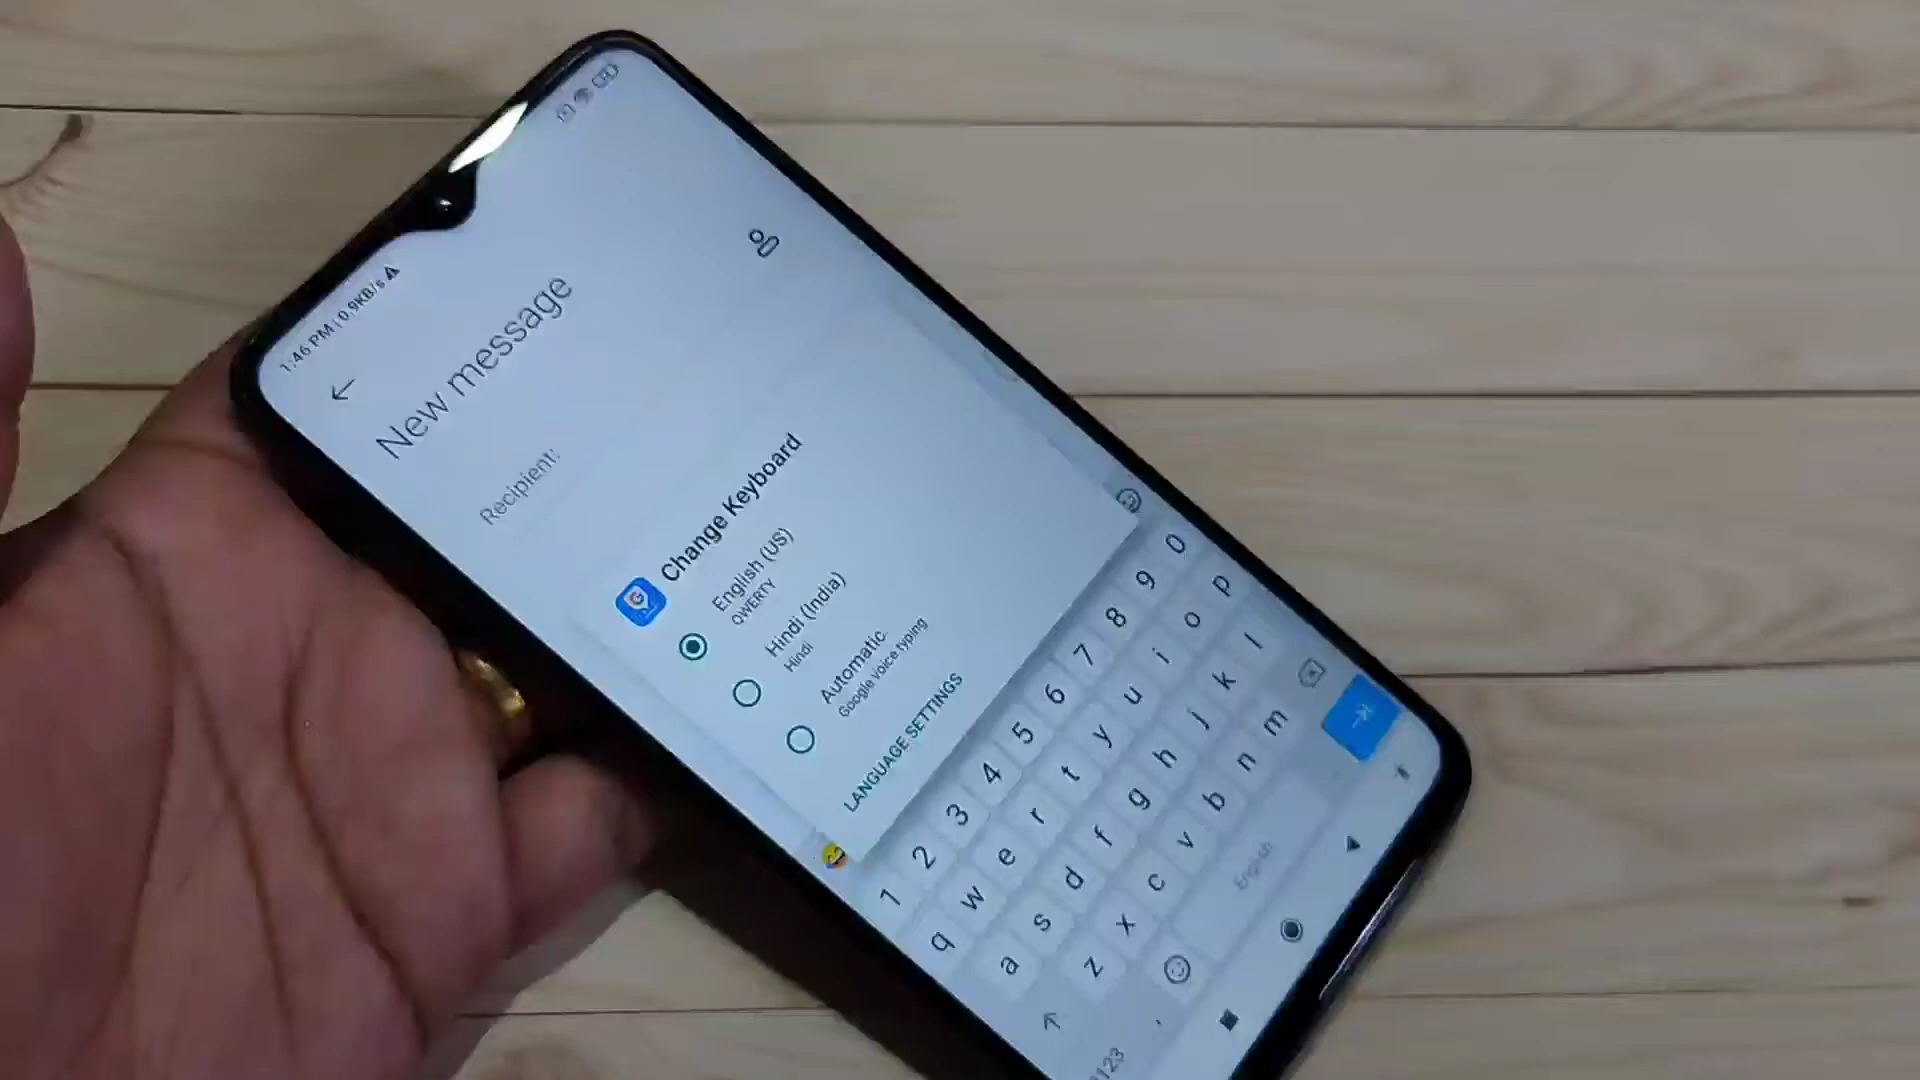 1:46 PM | 0.9KB/s
New message
Recipient:
Change Keyboard
English (US)
QWERTY
Hindi (India)
Hindi
Automatic
Google voice typing
LANGUAGE SETTINGS
1 2 3 4 5 6 7 8 9 0
q w e r t y u i o p
a s d f g h j k l
z x c v b n m
?123 , English .